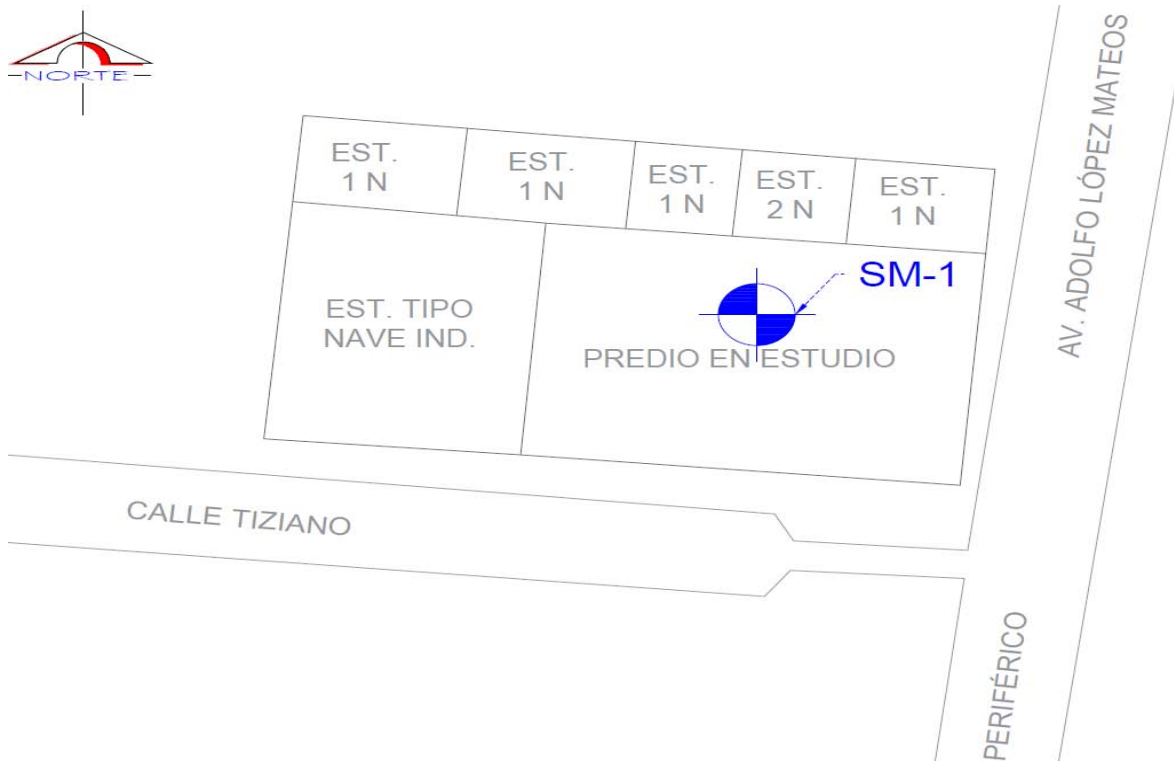 NORTE
EST.
1 N
EST.
1 N
EST.
1 N
EST.
2 N
EST.
1 N
SM-1
EST. TIPO
NAVE IND.
PREDIO EN ESTUDIO
AV. ADOLFO LÓPEZ MATEOS
CALLE TIZIANO
PERIFÉRICO